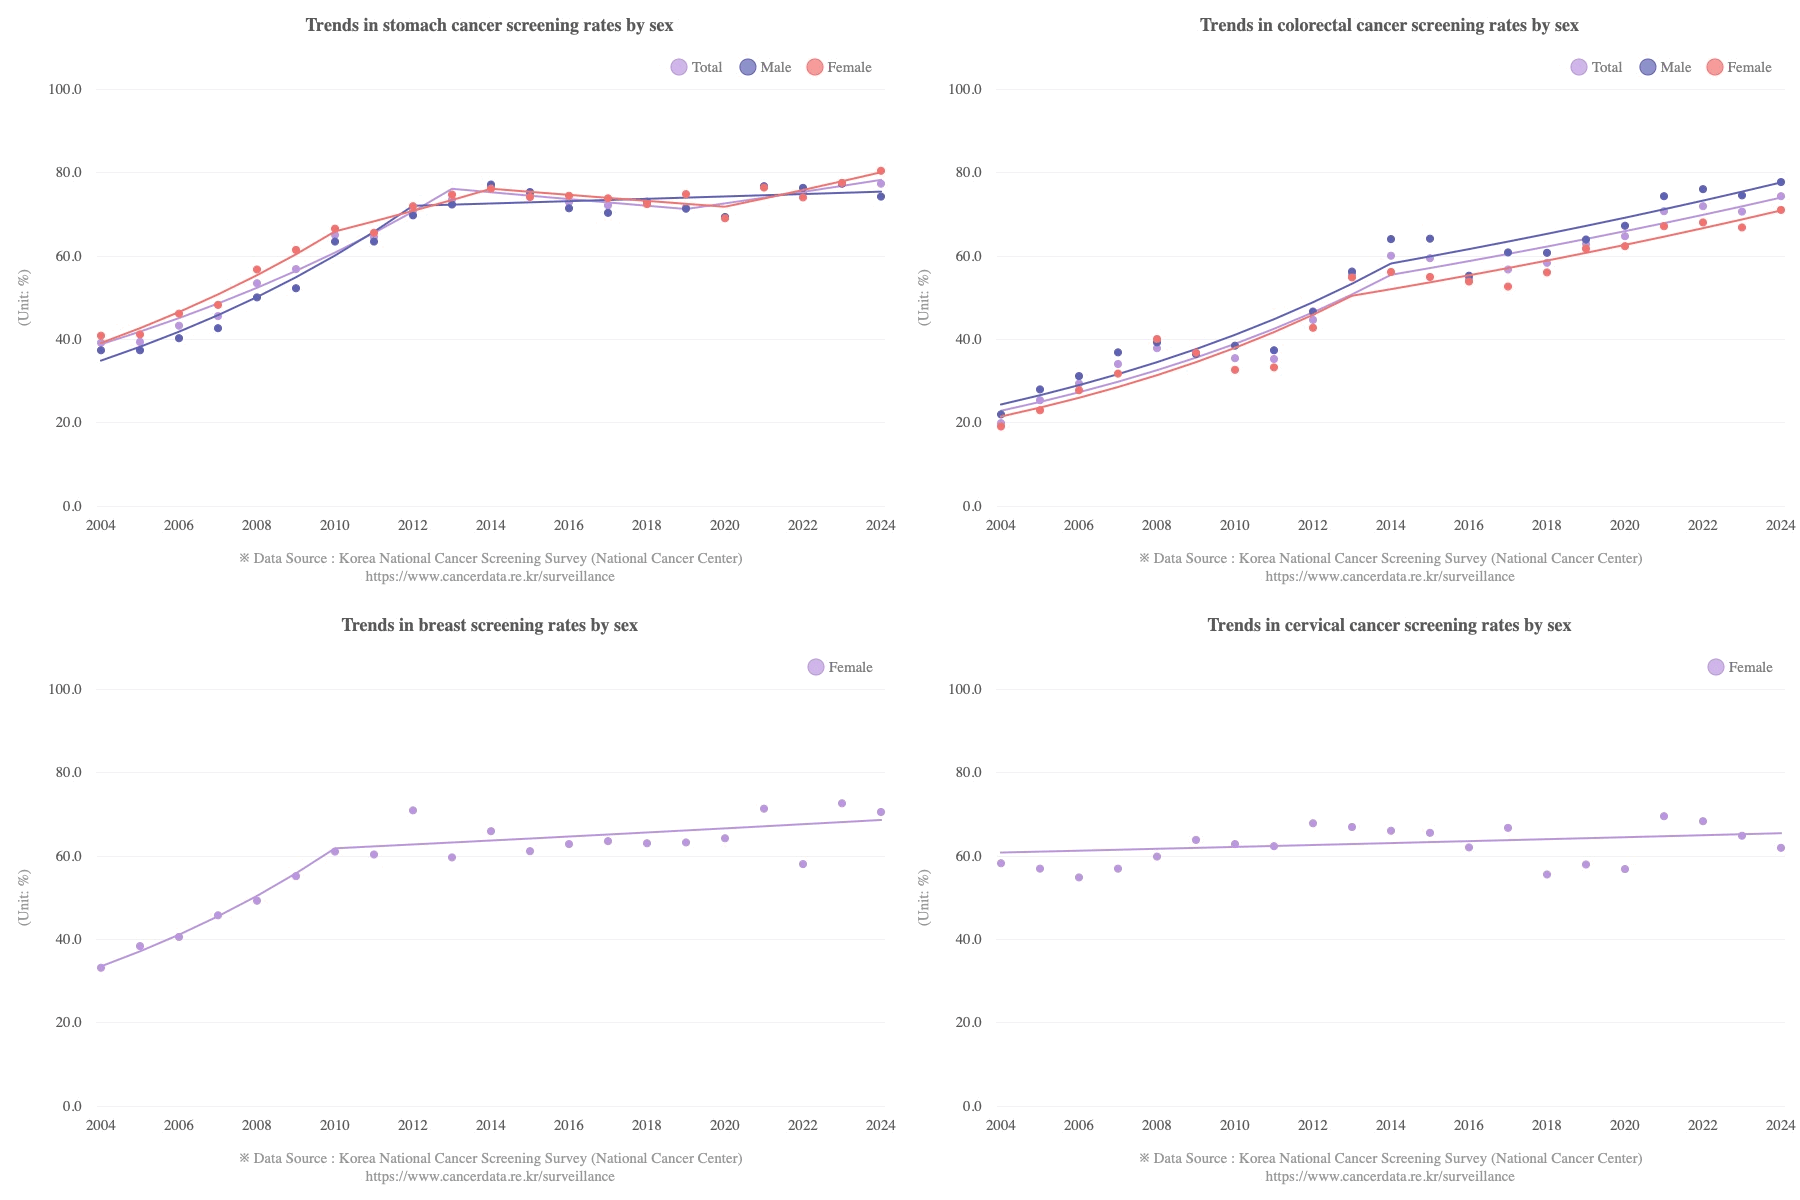 Trends in stomach cancer screening rates by sex
Total Male Female
100.0
80.0
60.0
40.0
20.0
0.0
(Unit: %)
2004 2006 2008 2010 2012 2014 2016 2018 2020 2022 2024
※ Data Source : Korea National Cancer Screening Survey (National Cancer Center)
https://www.cancerdata.re.kr/surveillance
Trends in colorectal cancer screening rates by sex
Total Male Female
100.0
80.0
60.0
40.0
20.0
0.0
(Unit: %)
2004 2006 2008 2010 2012 2014 2016 2018 2020 2022 2024
※ Data Source : Korea National Cancer Screening Survey (National Cancer Center)
https://www.cancerdata.re.kr/surveillance
Trends in breast screening rates by sex
Female
100.0
80.0
60.0
40.0
20.0
0.0
(Unit: %)
2004 2006 2008 2010 2012 2014 2016 2018 2020 2022 2024
※ Data Source : Korea National Cancer Screening Survey (National Cancer Center)
https://www.cancerdata.re.kr/surveillance
Trends in cervical cancer screening rates by sex
Female
100.0
80.0
60.0
40.0
20.0
0.0
(Unit: %)
2004 2006 2008 2010 2012 2014 2016 2018 2020 2022 2024
※ Data Source : Korea National Cancer Screening Survey (National Cancer Center)
https://www.cancerdata.re.kr/surveillance